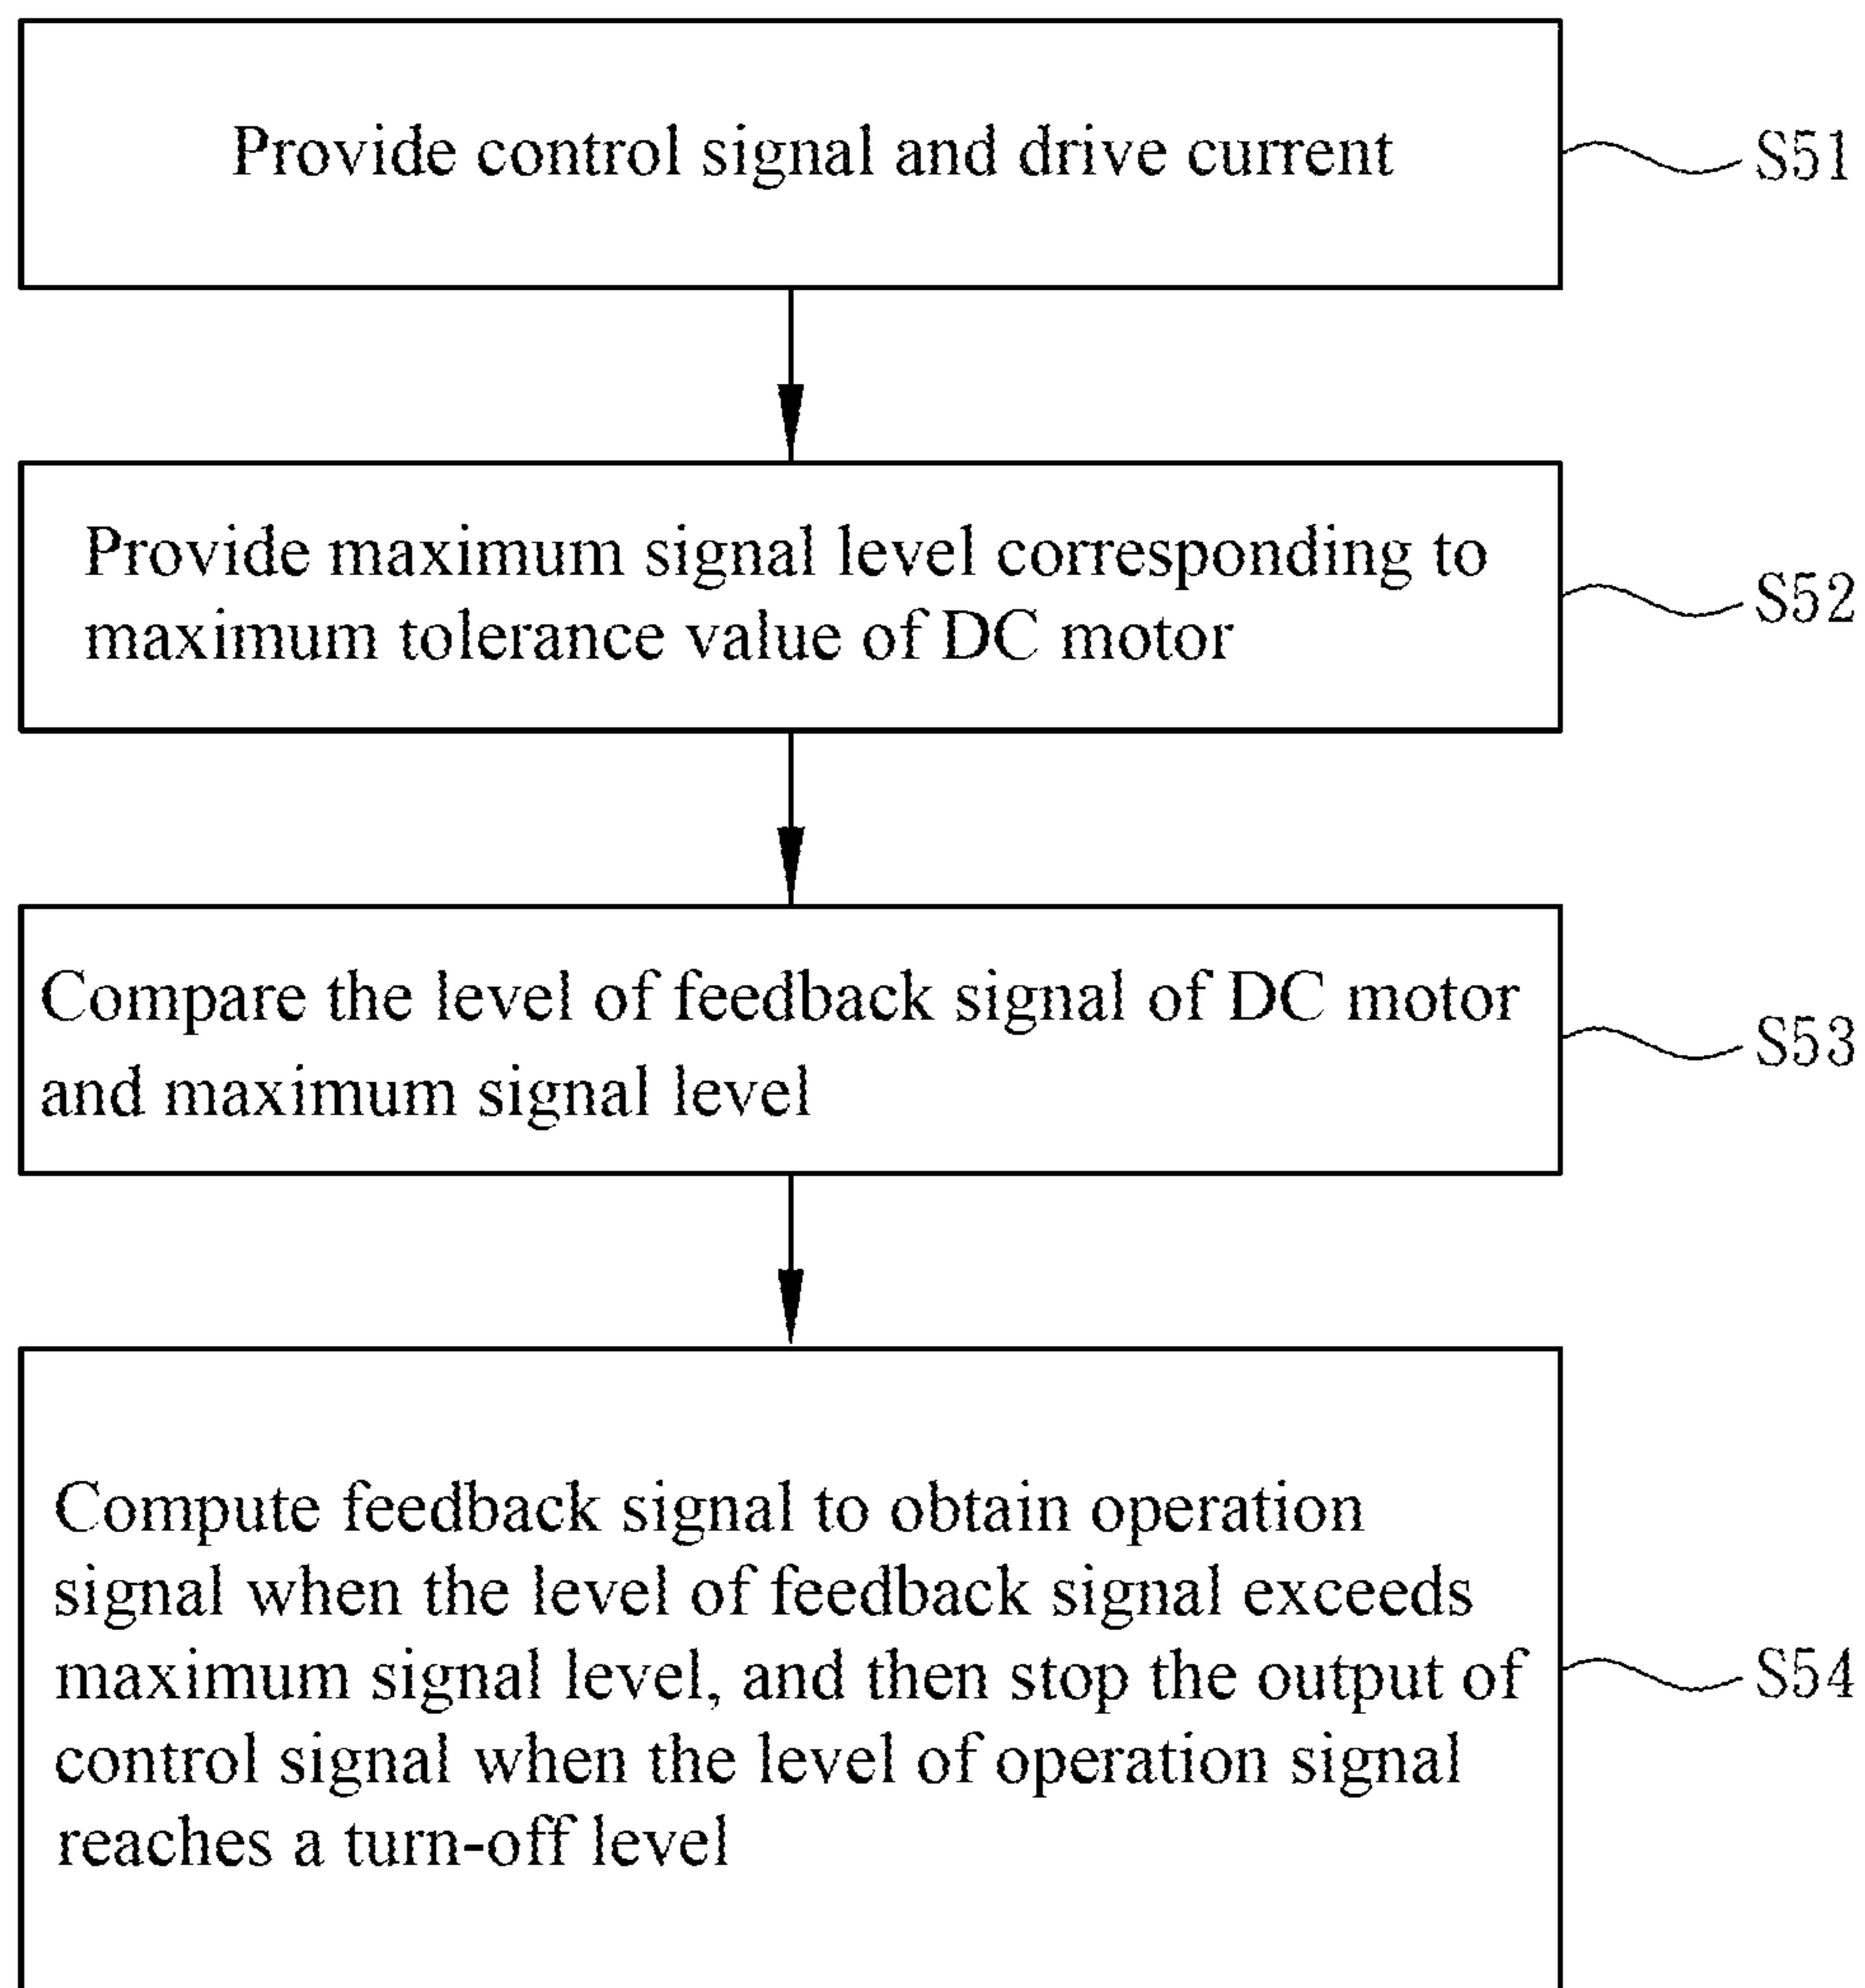 Provide control signal and drive current
S51
Provide maximum signal level corresponding to
maximum tolerance value of DC motor
S52
Compare the level of feedback signal of DC motor
and maximum signal level
S53
Compute feedback signal to obtain operation
signal when the level of feedback signal exceeds
maximum signal level, and then stop the output of
control signal when the level of operation signal
reaches a turn-off level
S54